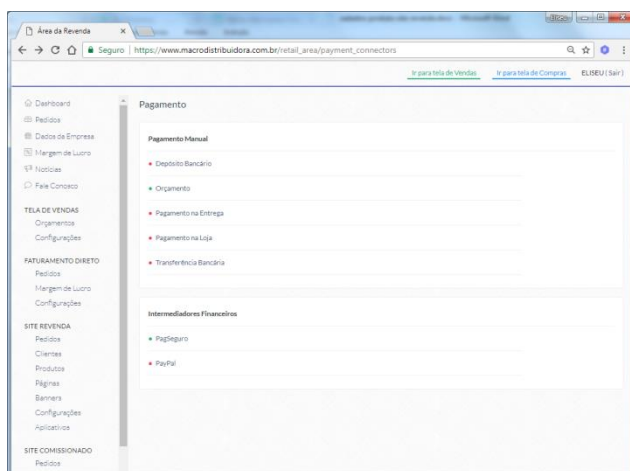 Eliseu
Área da Revenda
Seguro | https://www.macrodistribuidora.com.br/retail_area/payment_connectors
Ir para tela de Vendas Ir para tela de Compras ELISEU ( Sair )
Dashboard
Pedidos
Dados da Empresa
Margem de Lucro
Notícias
Fale Conosco
TELA DE VENDAS
Orçamentos
Configurações
FATURAMENTO DIRETO
Pedidos
Margem de Lucro
Configurações
SITE REVENDA
Pedidos
Clientes
Produtos
Páginas
Banners
Configurações
Aplicativos
SITE COMISSIONADO
Pedidos
Pagamento
Pagamento Manual
Depósito Bancário
Orçamento
Pagamento na Entrega
Pagamento na Loja
Transferência Bancária
Intermediadores Financeiros
PagSeguro
PayPal